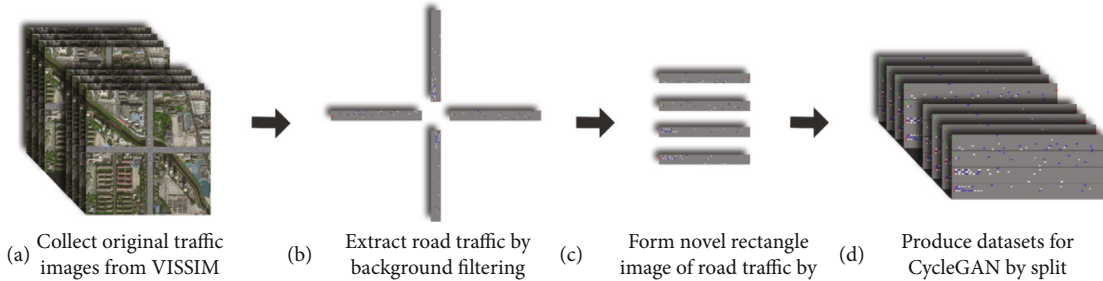 (a) Collect original traffic
images from VISSIM
(b) Extract road traffic by
background filtering
(c) Form novel rectangle
image of road traffic by
(d) Produce datasets for
CycleGAN by split